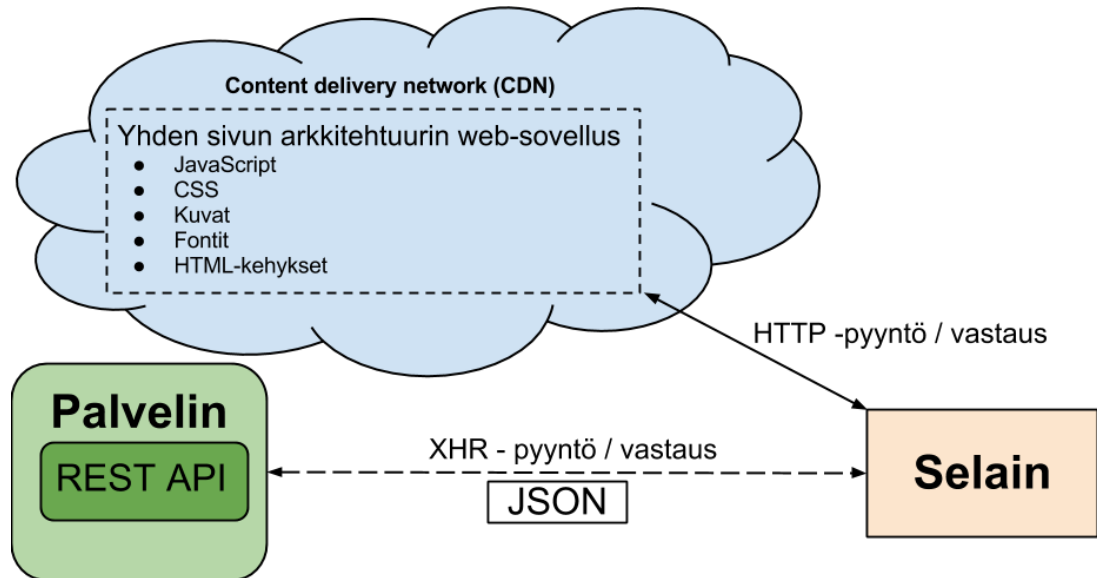 Content delivery network (CDN)
Yhden sivun arkkitehtuurin web-sovellus
● JavaScript
● CSS
● Kuvat
● Fontit
● HTML-kehykset
HTTP -pyyntö / vastaus
Palvelin
REST API
XHR - pyyntö / vastaus
JSON
Selain